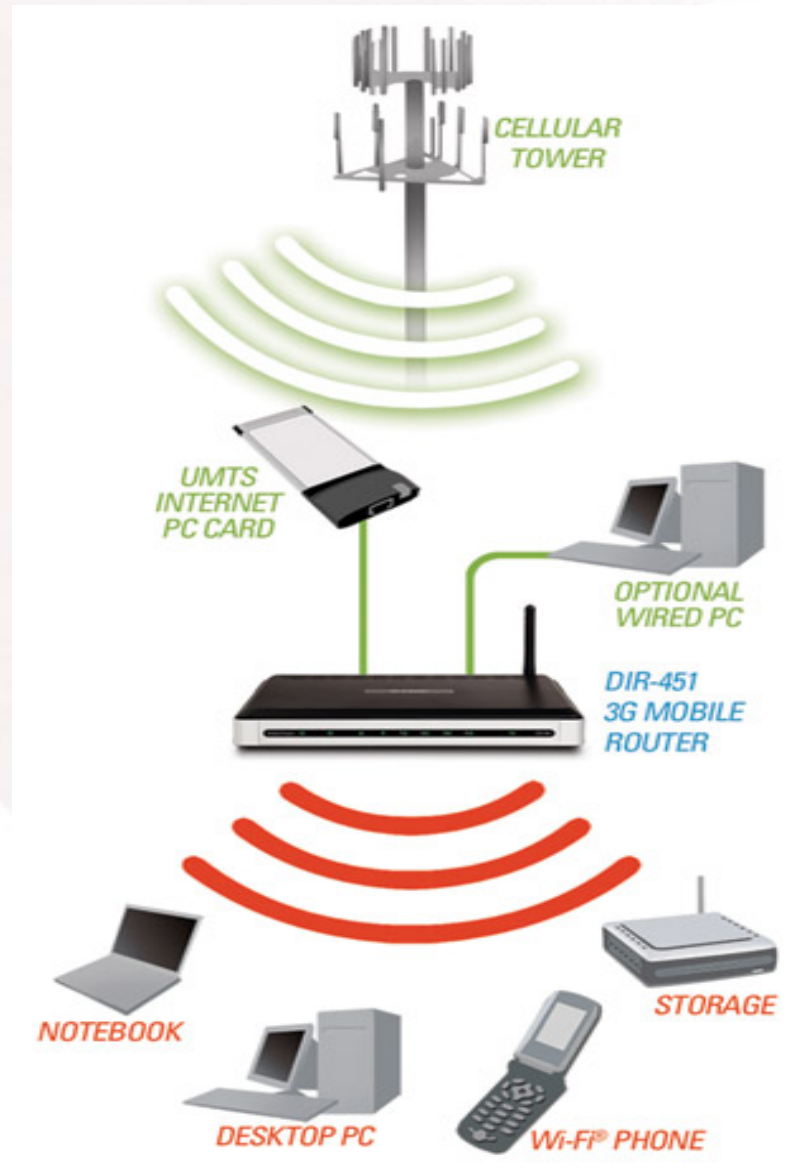 CELLULAR
TOWER
UMTS
INTERNET
PC CARD
OPTIONAL
WIRED PC
DIR-451
3G MOBILE
ROUTER
NOTEBOOK
STORAGE
DESKTOP PC
Wi-Fi® PHONE